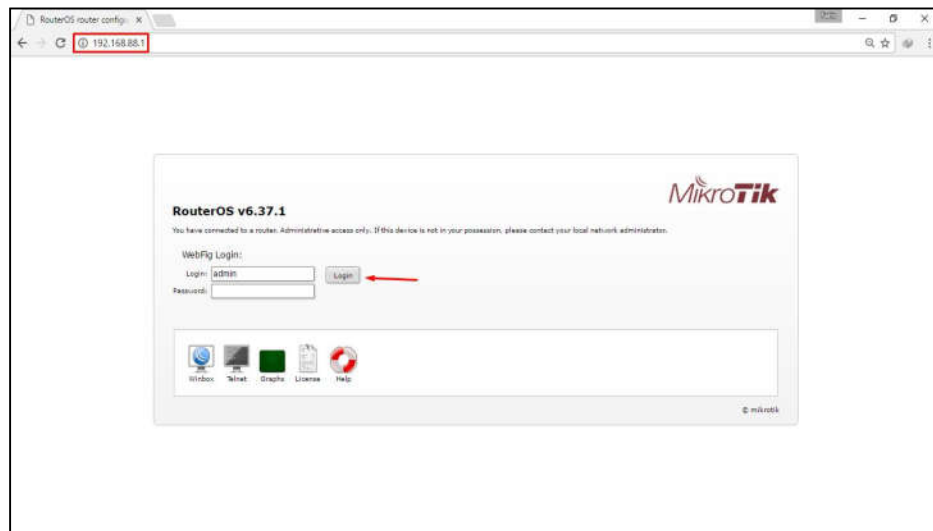 RouterOS router config
192.168.88.1
MikroTik
RouterOS v6.37.1
You have connected to a router. Administrative access only. If this device is not in your possession, please contact your local network administrator.
WebFig Login:
Login: admin
Login
Password:
Winbox Telnet Graphs License Help
© mikrotik